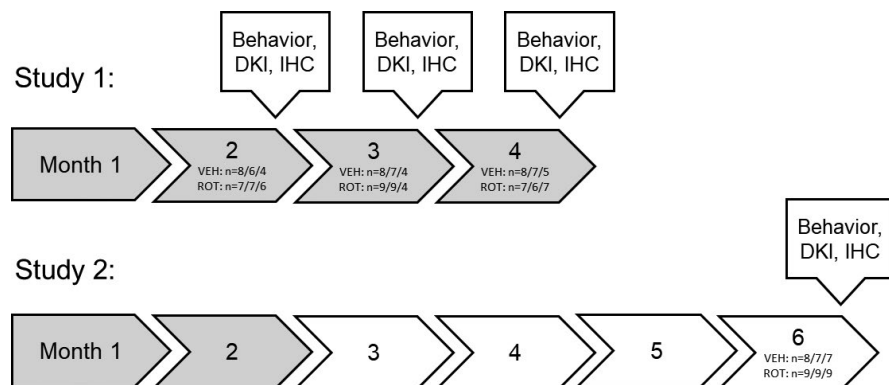 Behavior,
DKI, IHC
Behavior,
DKI, IHC
Behavior,
DKI, IHC
Study 1:
Month 1
2
VEH: n=8/6/4
ROT: n=7/7/6
3
VEH: n=8/7/4
ROT: n=9/9/4
4
VEH: n=8/7/5
ROT: n=7/6/7
Behavior,
DKI, IHC
Study 2:
Month 1
2
3
4
5
6
VEH: n=8/7/7
ROT: n=9/9/9